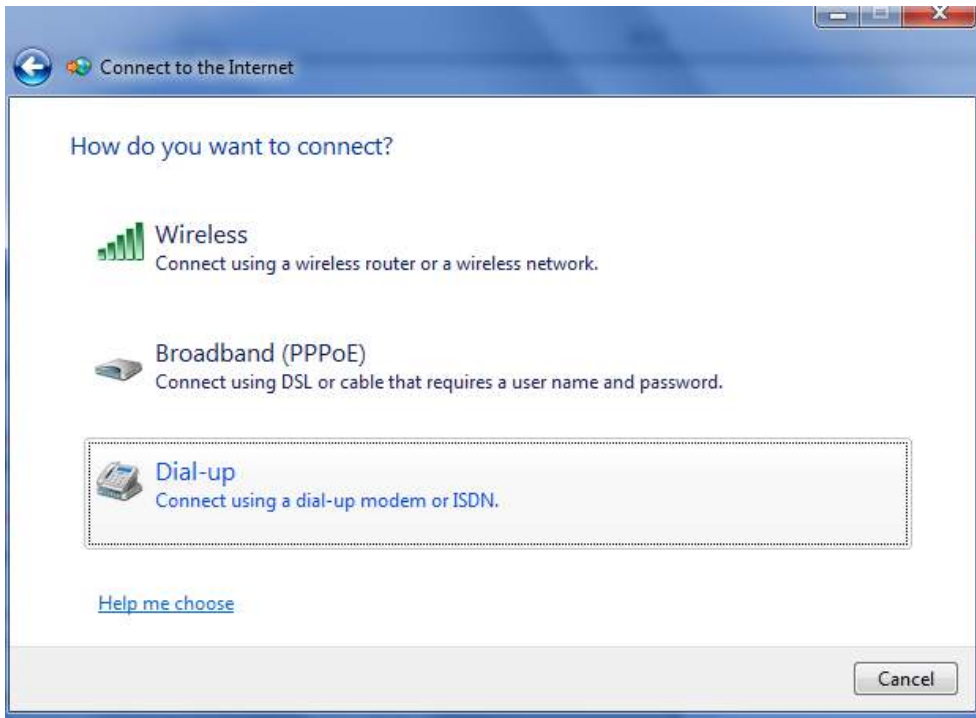 Connect to the Internet
How do you want to connect?
Wireless
Connect using a wireless router or a wireless network.
Broadband (PPPoE)
Connect using DSL or cable that requires a user name and password.
Dial-up
Connect using a dial-up modem or ISDN.
Help me choose
Cancel